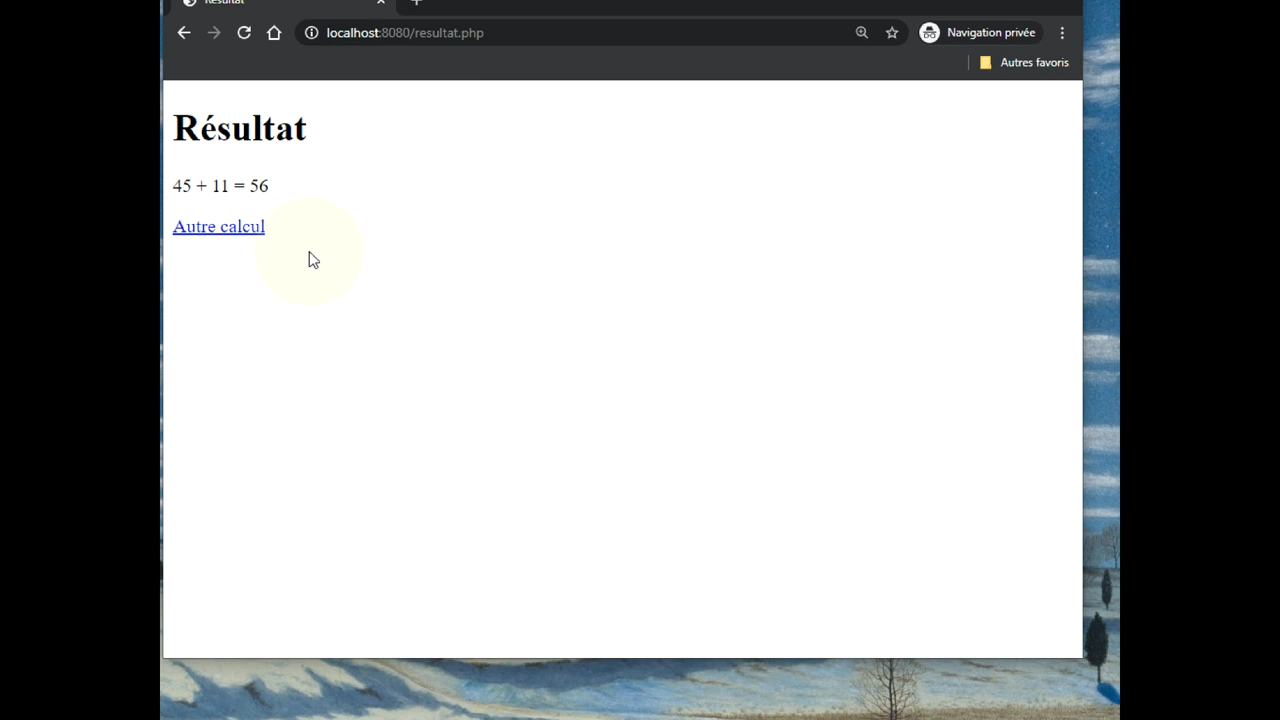 Résultat
localhost:8080/resultat.php
Navigation privée
Autres favoris
Résultat
45 + 11 = 56
Autre calcul